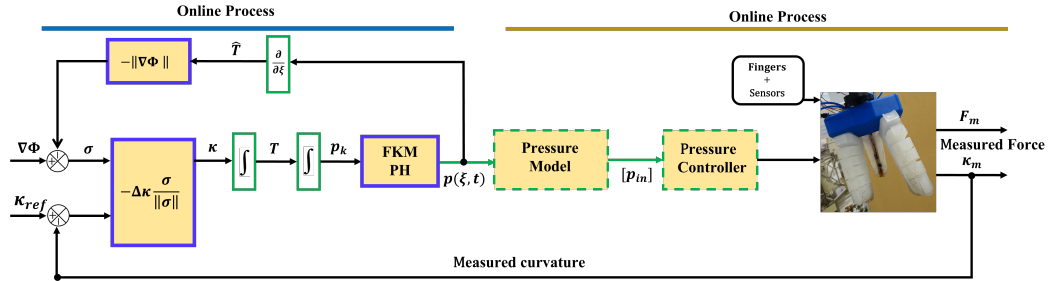 Online Process
Online Process
−‖∇Φ ‖
T̂
∂/∂ξ
Fingers
+
Sensors
∇Φ
σ
−Δκ σ/‖σ‖
κ
∫
T
∫
p_k
FKM
PH
p(ξ, t)
Pressure
Model
[p_in]
Pressure
Controller
F_m
Measured Force
κ_m
κ_ref
Measured curvature